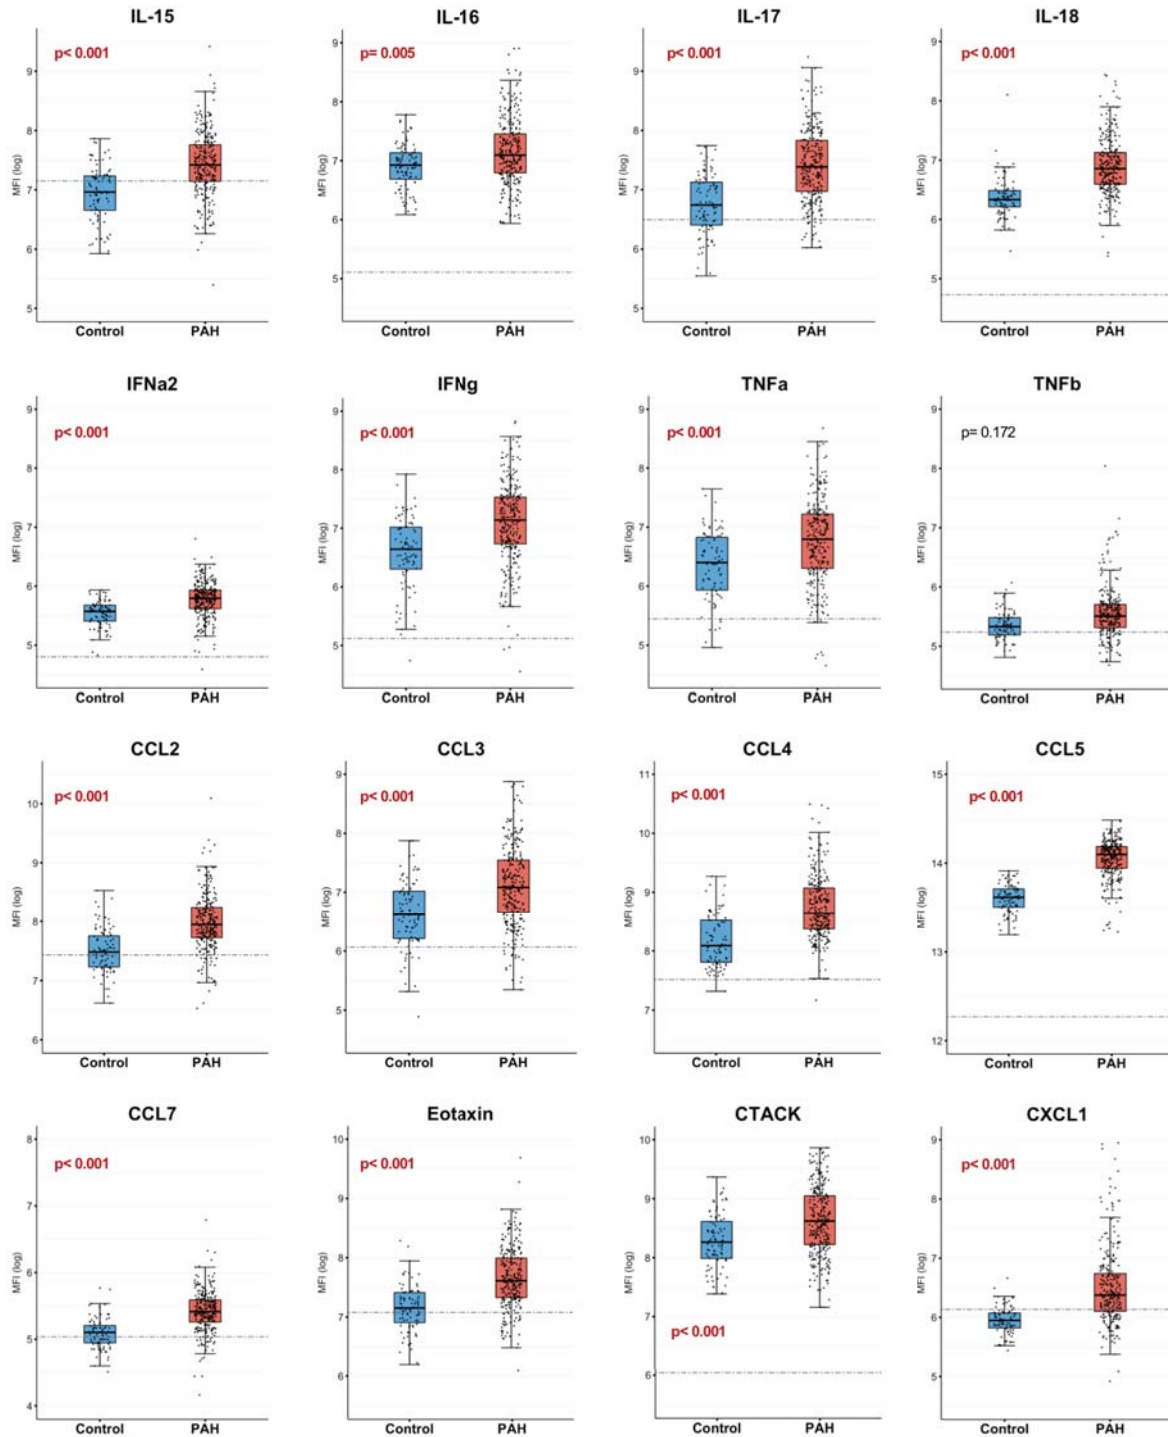 IL-15 IL-16 IL-17 IL-18
p< 0.001 p= 0.005 p< 0.001 p< 0.001
MFI (log) MFI (log) MFI (log) MFI (log)
9 9 9 9
8 8 8 8
7 7 7 7
6 6 6 6
5 5 5 5
Control PAH Control PAH Control PAH Control PAH
IFNa2 IFNg TNFa TNFb
p< 0.001 p< 0.001 p< 0.001 p= 0.172
MFI (log) MFI (log) MFI (log) MFI (log)
9 9 9 9
8 8 8 8
7 7 7 7
6 6 6 6
5 5 5 5
Control PAH Control PAH Control PAH Control PAH
CCL2 CCL3 CCL4 CCL5
p< 0.001 p< 0.001 p< 0.001 p< 0.001
MFI (log) MFI (log) MFI (log) MFI (log)
10 9 11 15
9 8 10 14
8 7 9 13
7 6 8 12
6 5 7
Control PAH Control PAH Control PAH Control PAH
CCL7 Eotaxin CTACK CXCL1
p< 0.001 p< 0.001 p< 0.001 p< 0.001
MFI (log) MFI (log) MFI (log) MFI (log)
8 10 10 9
7 9 9 8
6 8 8 7
5 7 7 6
4 6 6 5
Control PAH Control PAH Control PAH Control PAH